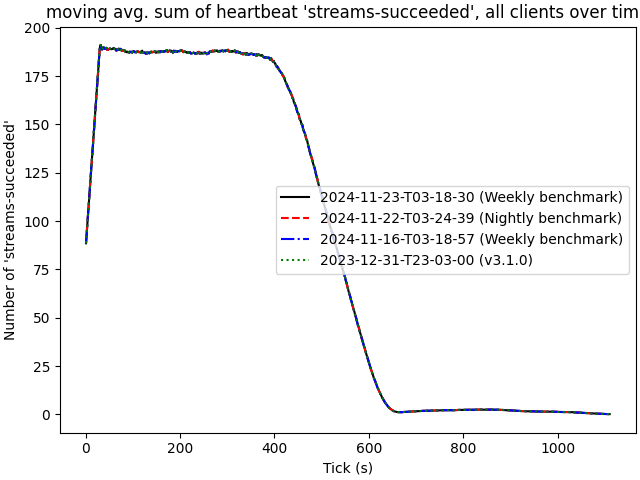 moving avg. sum of heartbeat 'streams-succeeded', all clients over tim
200
175
150
125
100
75
50
25
0
Number of 'streams-succeeded'
2024-11-23-T03-18-30 (Weekly benchmark)
2024-11-22-T03-24-39 (Nightly benchmark)
2024-11-16-T03-18-57 (Weekly benchmark)
2023-12-31-T23-03-00 (v3.1.0)
0 200 400 600 800 1000
Tick (s)